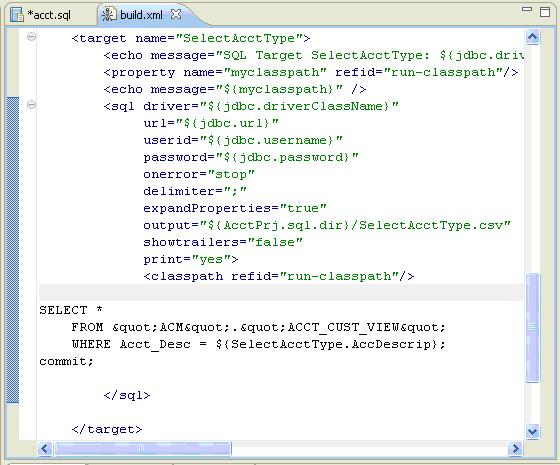 *acct.sql build.xml
<target name="SelectAcctType">
<echo message="SQL Target SelectAcctType: ${jdbc.driv
<property name="myclasspath" refid="run-classpath"/>
<echo message="${myclasspath}" />
<sql driver="${jdbc.driverClassName}"
url="${jdbc.url}"
userid="${jdbc.username}"
password="${jdbc.password}"
onerror="stop"
delimiter=";"
expandProperties="true"
output="${AcctPrj.sql.dir}/SelectAcctType.csv"
showtrailers="false"
print="yes">
<classpath refid="run-classpath"/>
SELECT *
FROM &quot;ACM&quot;.&quot;ACCT_CUST_VIEW&quot;
WHERE Acct_Desc = ${SelectAcctType.AccDescrip};
commit;
</sql>
</target>